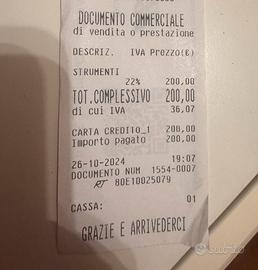 DOCUMENTO COMMERCIALE
di vendita o prestazione
DESCRIZ. IVA Prezzo(€)
STRUMENTI
22% 200,00
TOT.COMPLESSIVO 200,00
di cui IVA 36,07
CARTA CREDITO_1 200,00
Importo pagato 200,00
26-10-2024 19:07
DOCUMENTO NUM 1554-0007
RT 80E10025079
CASSA: 01
GRAZIE E ARRIVEDERCI
subito